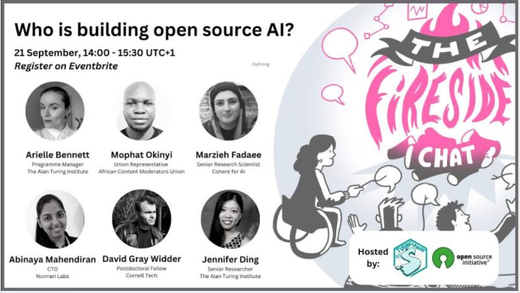 Who is building open source AI?
21 September, 14:00 - 15:30 UTC+1
Register on Eventbrite
Defining
THE
FIRESIDE
CHAT
Arielle Bennett
Programme Manager
The Alan Turing Institute
Mophat Okinyi
Union Representative
African Content Moderators Union
Marzieh Fadaee
Senior Research Scientist
Cohere for AI
Abinaya Mahendiran
CTO
Nunnari Labs
David Gray Widder
Postdoctoral Fellow
Cornell Tech
Jennifer Ding
Senior Researcher
The Alan Turing Institute
Hosted
by:
open source
initiative